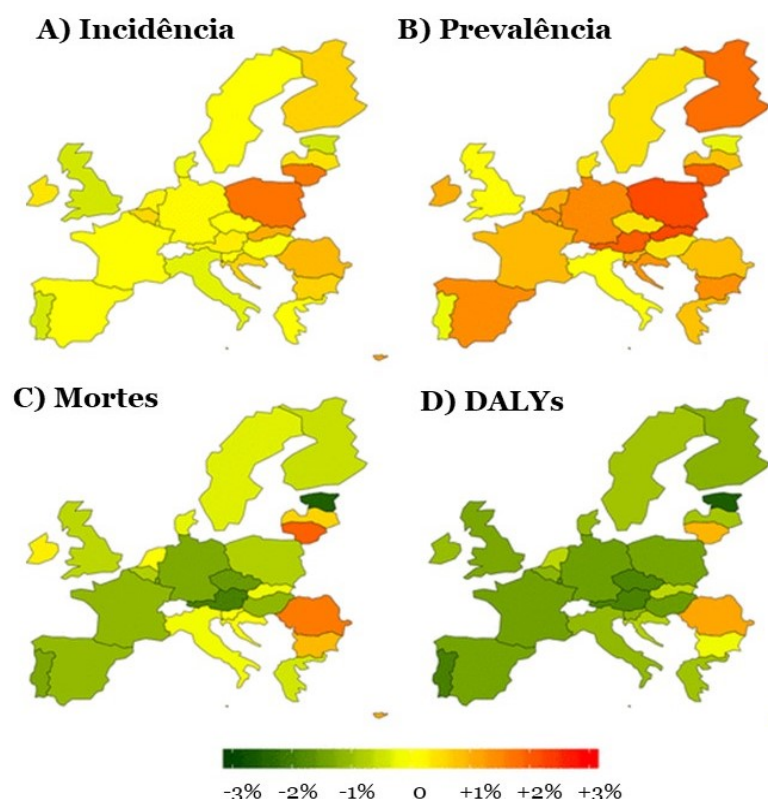 A) Incidência
B) Prevalência
C) Mortes
D) DALYs
-3% -2% -1% 0 +1% +2% +3%